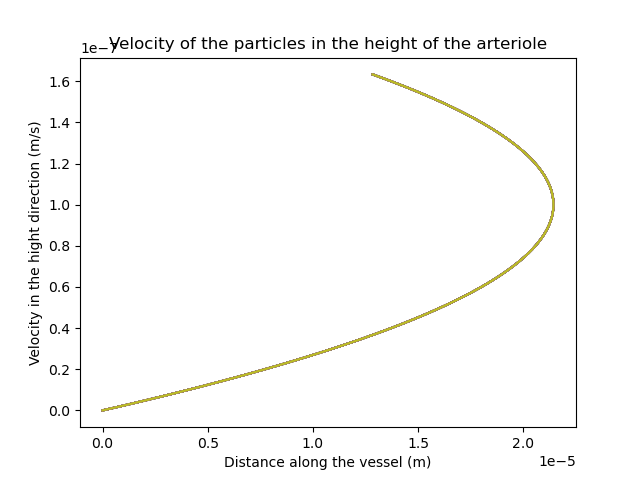 Velocity of the particles in the height of the arteriole
1e−7
1.6
1.4
1.2
1.0
0.8
0.6
0.4
0.2
0.0
Velocity in the hight direction (m/s)
0.0 0.5 1.0 1.5 2.0
1e−5
Distance along the vessel (m)